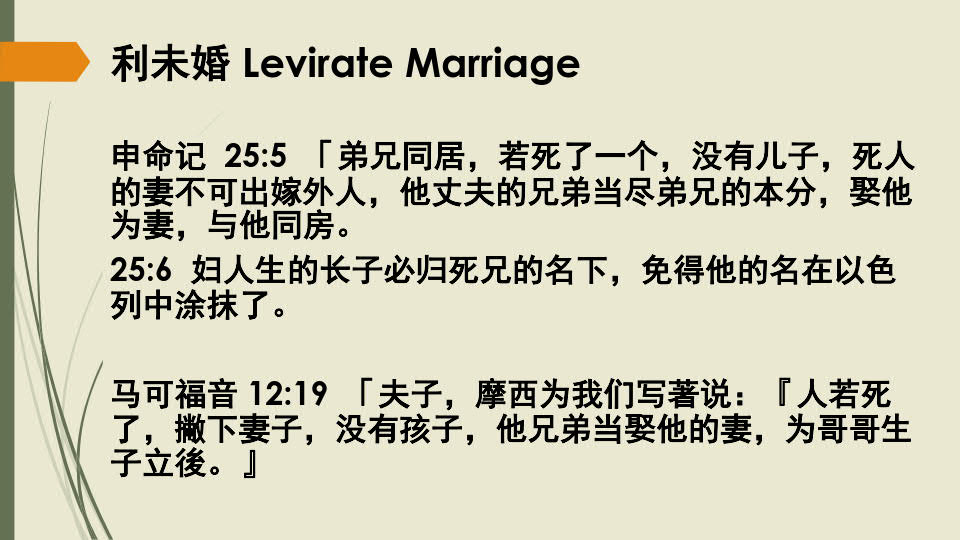 利未婚 Levirate Marriage
申命记 25:5 「弟兄同居，若死了一个，没有儿子，死人
的妻不可出嫁外人，他丈夫的兄弟当尽弟兄的本分，娶他
为妻，与他同房。
25:6 妇人生的长子必归死兄的名下，免得他的名在以色
列中涂抹了。
马可福音 12:19 「夫子，摩西为我们写著说：『人若死
了，撇下妻子，没有孩子，他兄弟当娶他的妻，为哥哥生
子立後。』